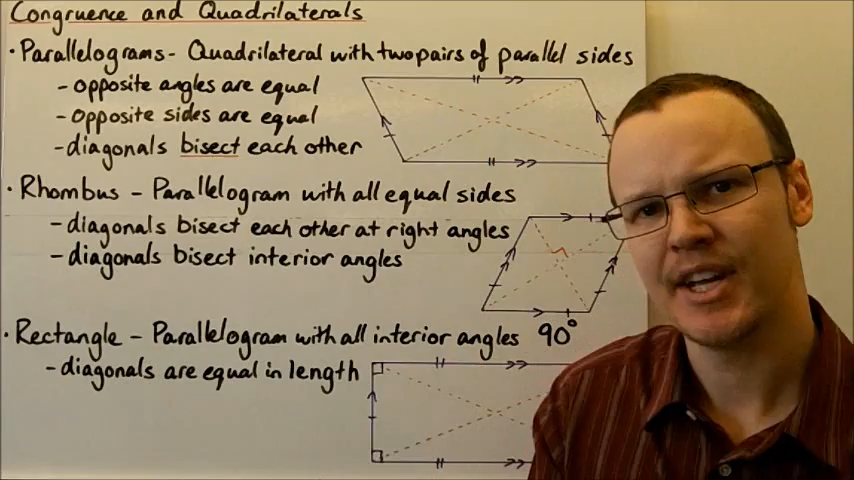 Congruence and Quadrilaterals
• Parallelograms - Quadrilateral with two pairs of parallel sides
- opposite angles are equal
- opposite sides are equal
- diagonals bisect each other
• Rhombus - Parallelogram with all equal sides
- diagonals bisect each other at right angles
- diagonals bisect interior angles
• Rectangle - Parallelogram with all interior angles 90°
- diagonals are equal in length